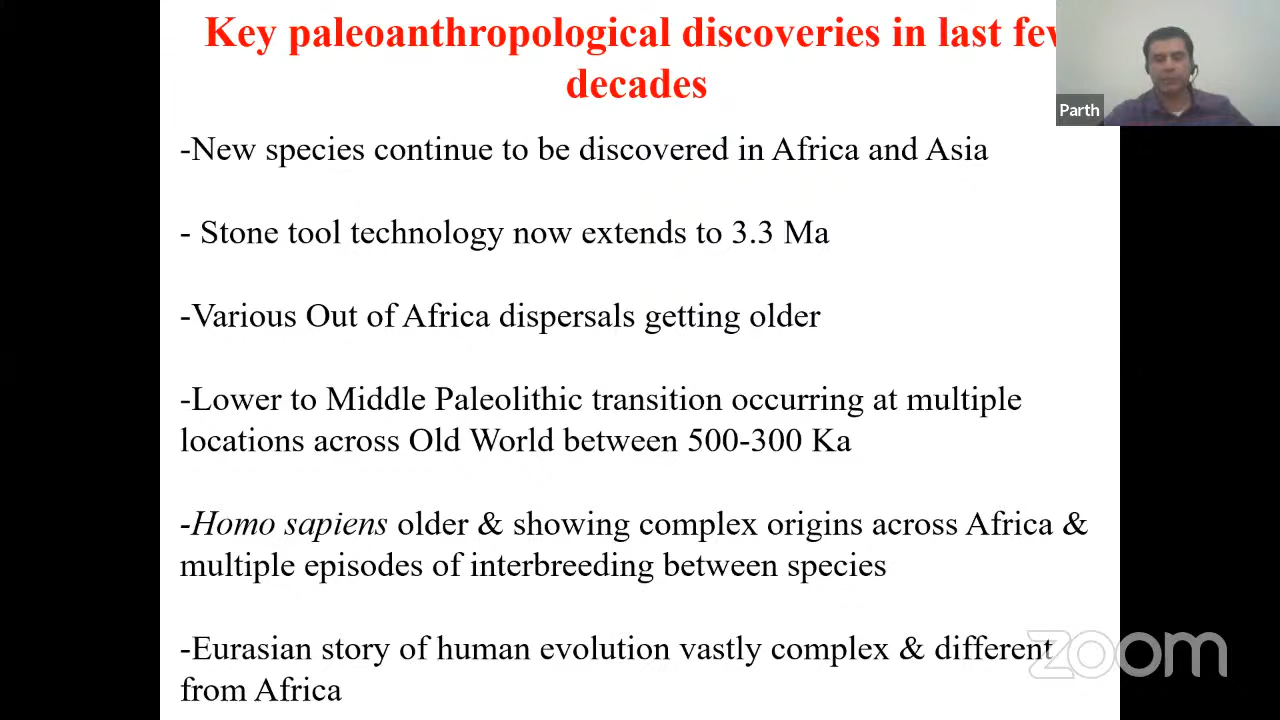 Key paleoanthropological discoveries in last few
decades
Parth
-New species continue to be discovered in Africa and Asia
- Stone tool technology now extends to 3.3 Ma
-Various Out of Africa dispersals getting older
-Lower to Middle Paleolithic transition occurring at multiple
locations across Old World between 500-300 Ka
-Homo sapiens older & showing complex origins across Africa &
multiple episodes of interbreeding between species
-Eurasian story of human evolution vastly complex & different
from Africa
zoom